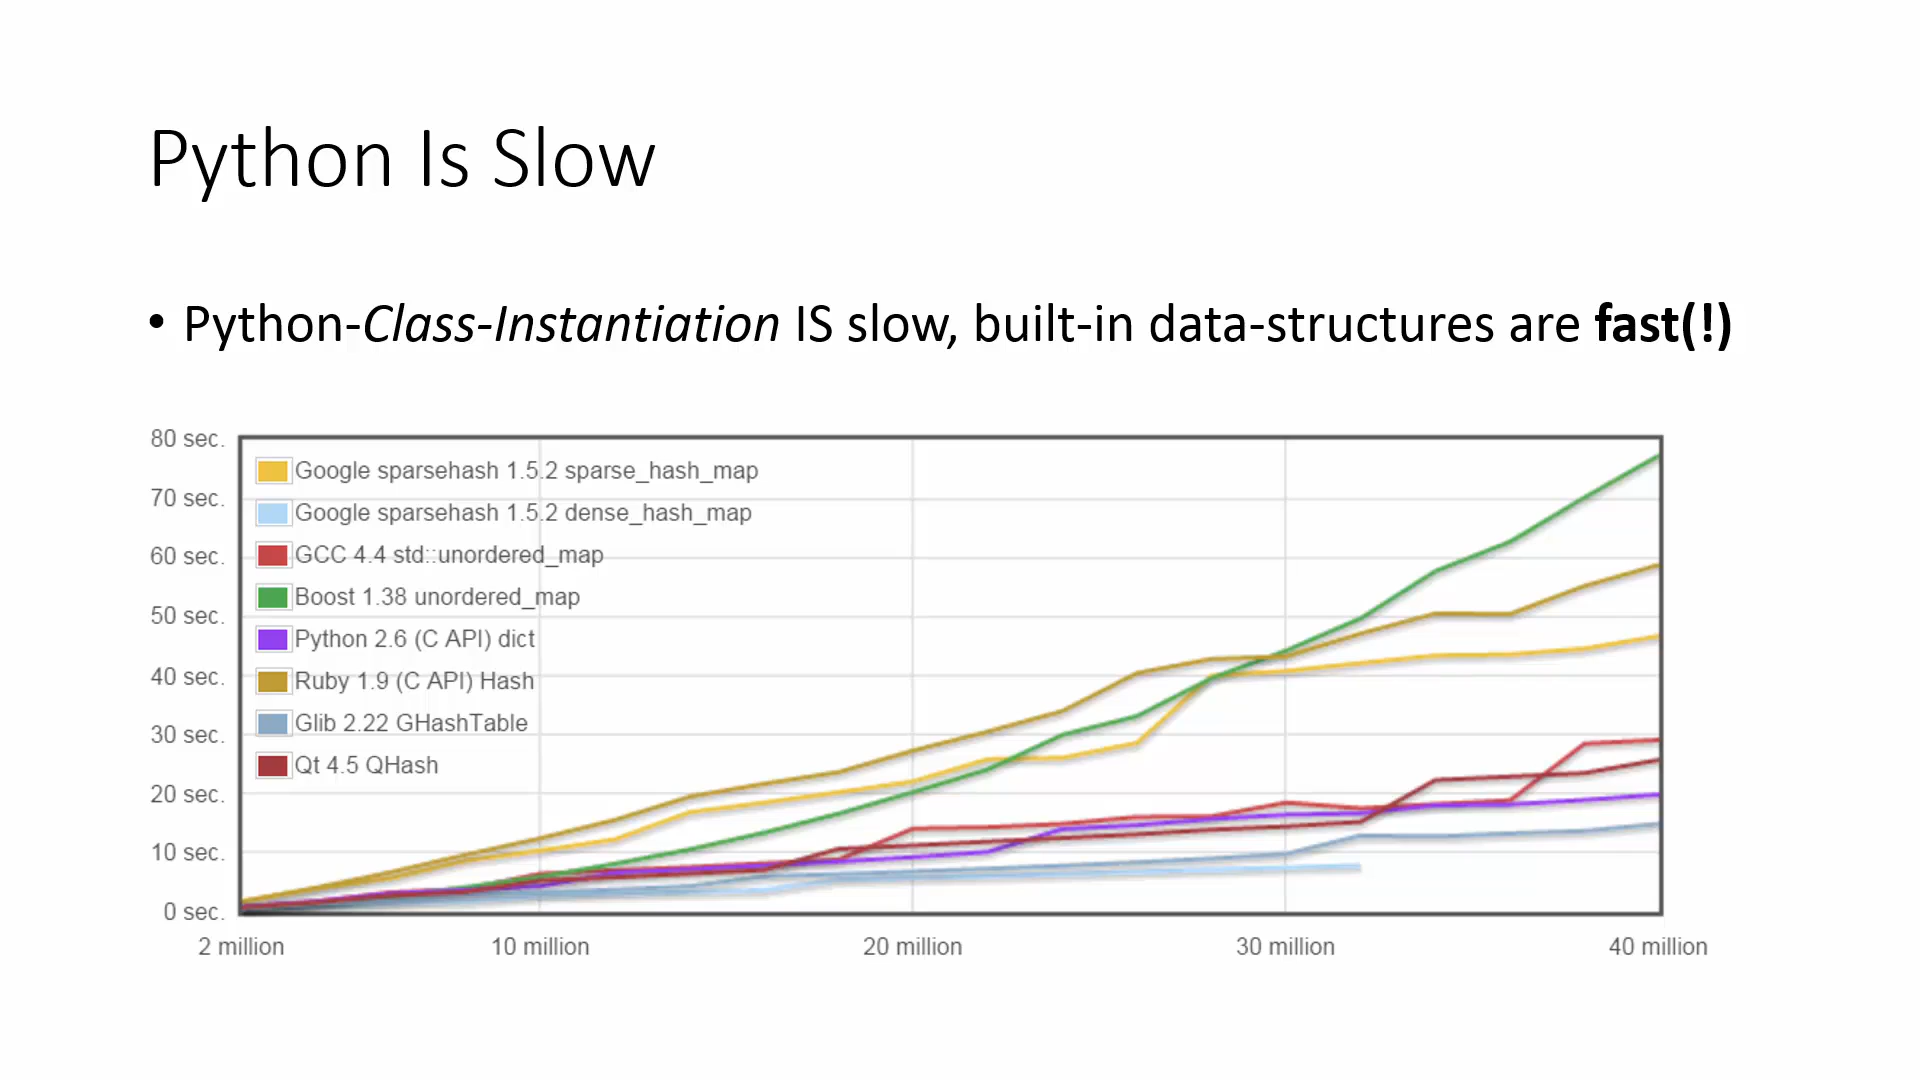 Python Is Slow
• Python-Class-Instantiation IS slow, built-in data-structures are fast(!)
80 sec.
70 sec.
60 sec.
50 sec.
40 sec.
30 sec.
20 sec.
10 sec.
0 sec.
Google sparsehash 1.5.2 sparse_hash_map
Google sparsehash 1.5.2 dense_hash_map
GCC 4.4 std::unordered_map
Boost 1.38 unordered_map
Python 2.6 (C API) dict
Ruby 1.9 (C API) Hash
Glib 2.22 GHashTable
Qt 4.5 QHash
2 million
10 million
20 million
30 million
40 million